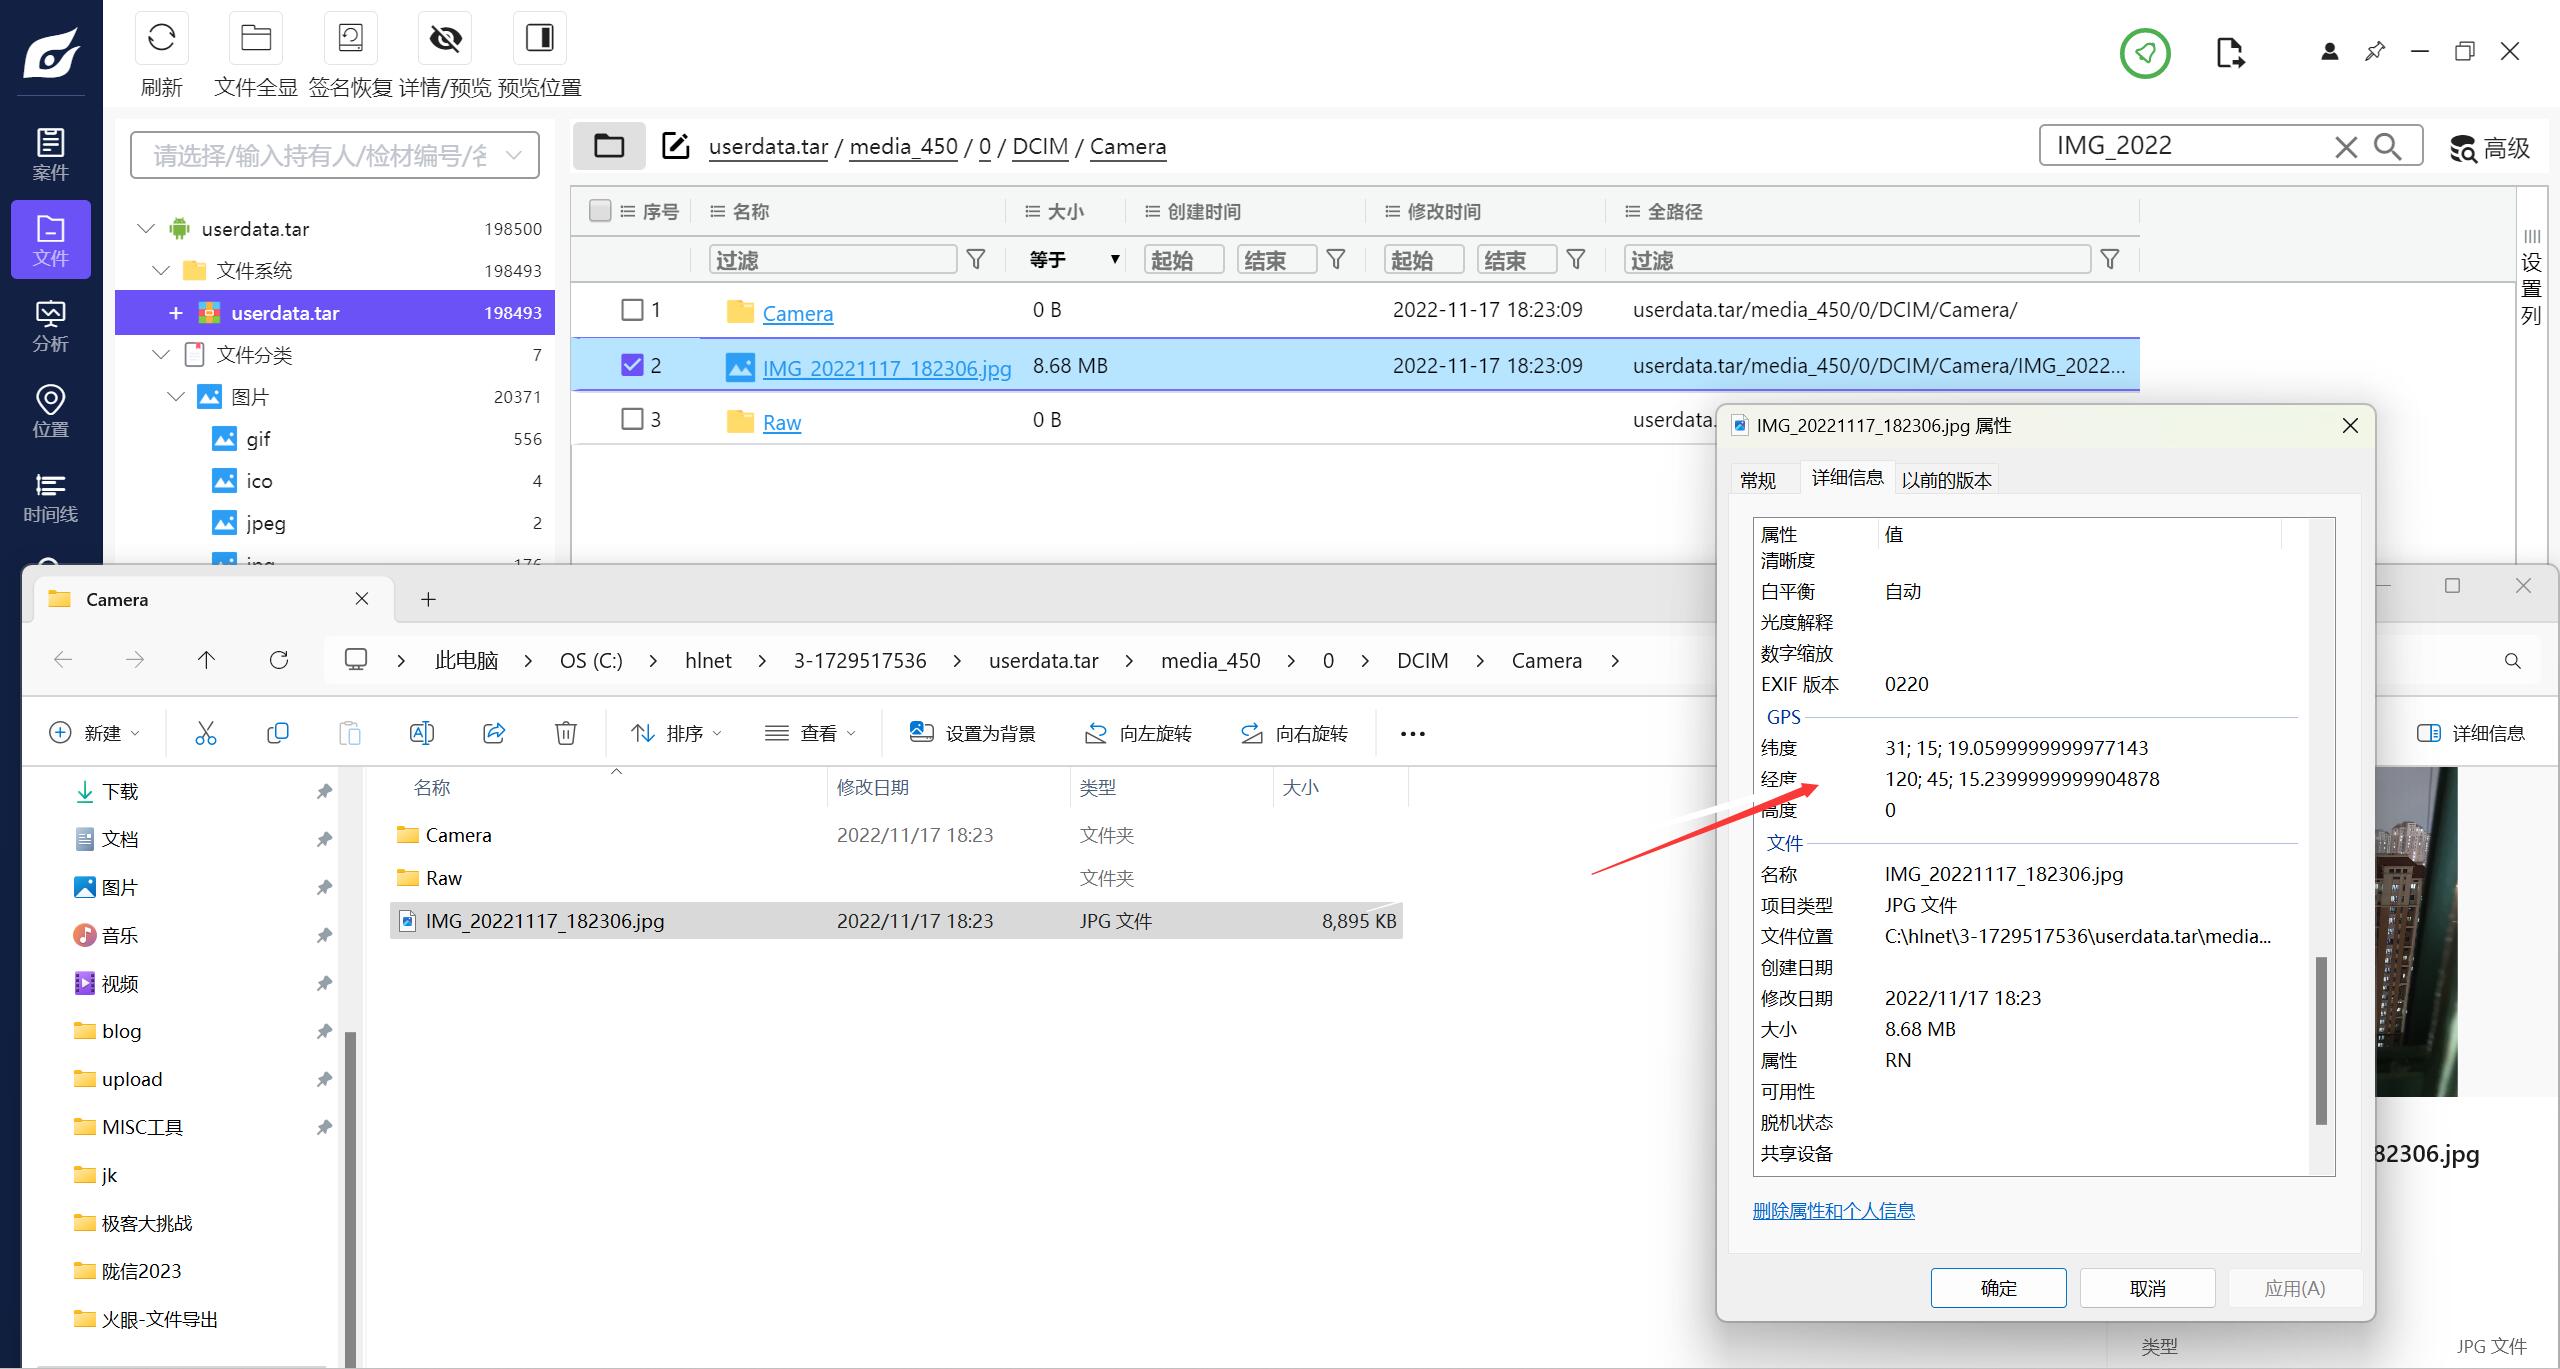 刷新
文件全显
签名恢复
详情/预览
预览位置
案件
文件
分析
位置
时间线
请选择/输入持有人/检材编号/名
userdata.tar 198500
文件系统 198493
userdata.tar 198493
文件分类 7
图片 20371
gif 556
ico 4
jpeg 2
userdata.tar / media_450 / 0 / DCIM / Camera
IMG_2022
高级
序号 名称 大小 创建时间 修改时间 全路径
过滤 等于 起始 结束 起始 结束 过滤
1 Camera 0 B 2022-11-17 18:23:09 userdata.tar/media_450/0/DCIM/Camera/
2 IMG_20221117_182306.jpg 8.68 MB 2022-11-17 18:23:09 userdata.tar/media_450/0/DCIM/Camera/IMG_2022...
3 Raw 0 B userdata.
设置列
Camera
此电脑 OS (C:) hlnet 3-1729517536 userdata.tar media_450 0 DCIM Camera
新建 排序 查看 设置为背景 向左旋转 向右旋转 ··· 详细信息
下载
文档
图片
音乐
视频
blog
upload
MISC工具
jk
极客大挑战
陇信2023
火眼-文件导出
名称 修改日期 类型 大小
Camera 2022/11/17 18:23 文件夹
Raw 文件夹
IMG_20221117_182306.jpg 2022/11/17 18:23 JPG 文件 8,895 KB
IMG_20221117_182306.jpg 属性
常规 详细信息 以前的版本
属性 值
清晰度
白平衡 自动
光度解释
数字缩放
EXIF 版本 0220
GPS
纬度 31; 15; 19.0599999999977143
经度 120; 45; 15.2399999999904878
高度 0
文件
名称 IMG_20221117_182306.jpg
项目类型 JPG 文件
文件位置 C:\hlnet\3-1729517536\userdata.tar\media...
创建日期
修改日期 2022/11/17 18:23
大小 8.68 MB
属性 RN
可用性
脱机状态
共享设备
删除属性和个人信息
确定 取消 应用(A)
82306.jpg
类型 JPG 文件